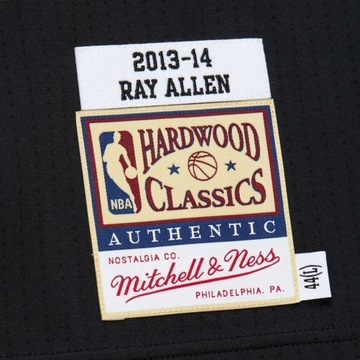 2013-14
RAY ALLEN
NBA
HARDWOOD
CLASSICS
AUTHENTIC
NOSTALGIA CO.
Mitchell & Ness
PHILADELPHIA, PA.
44(L)